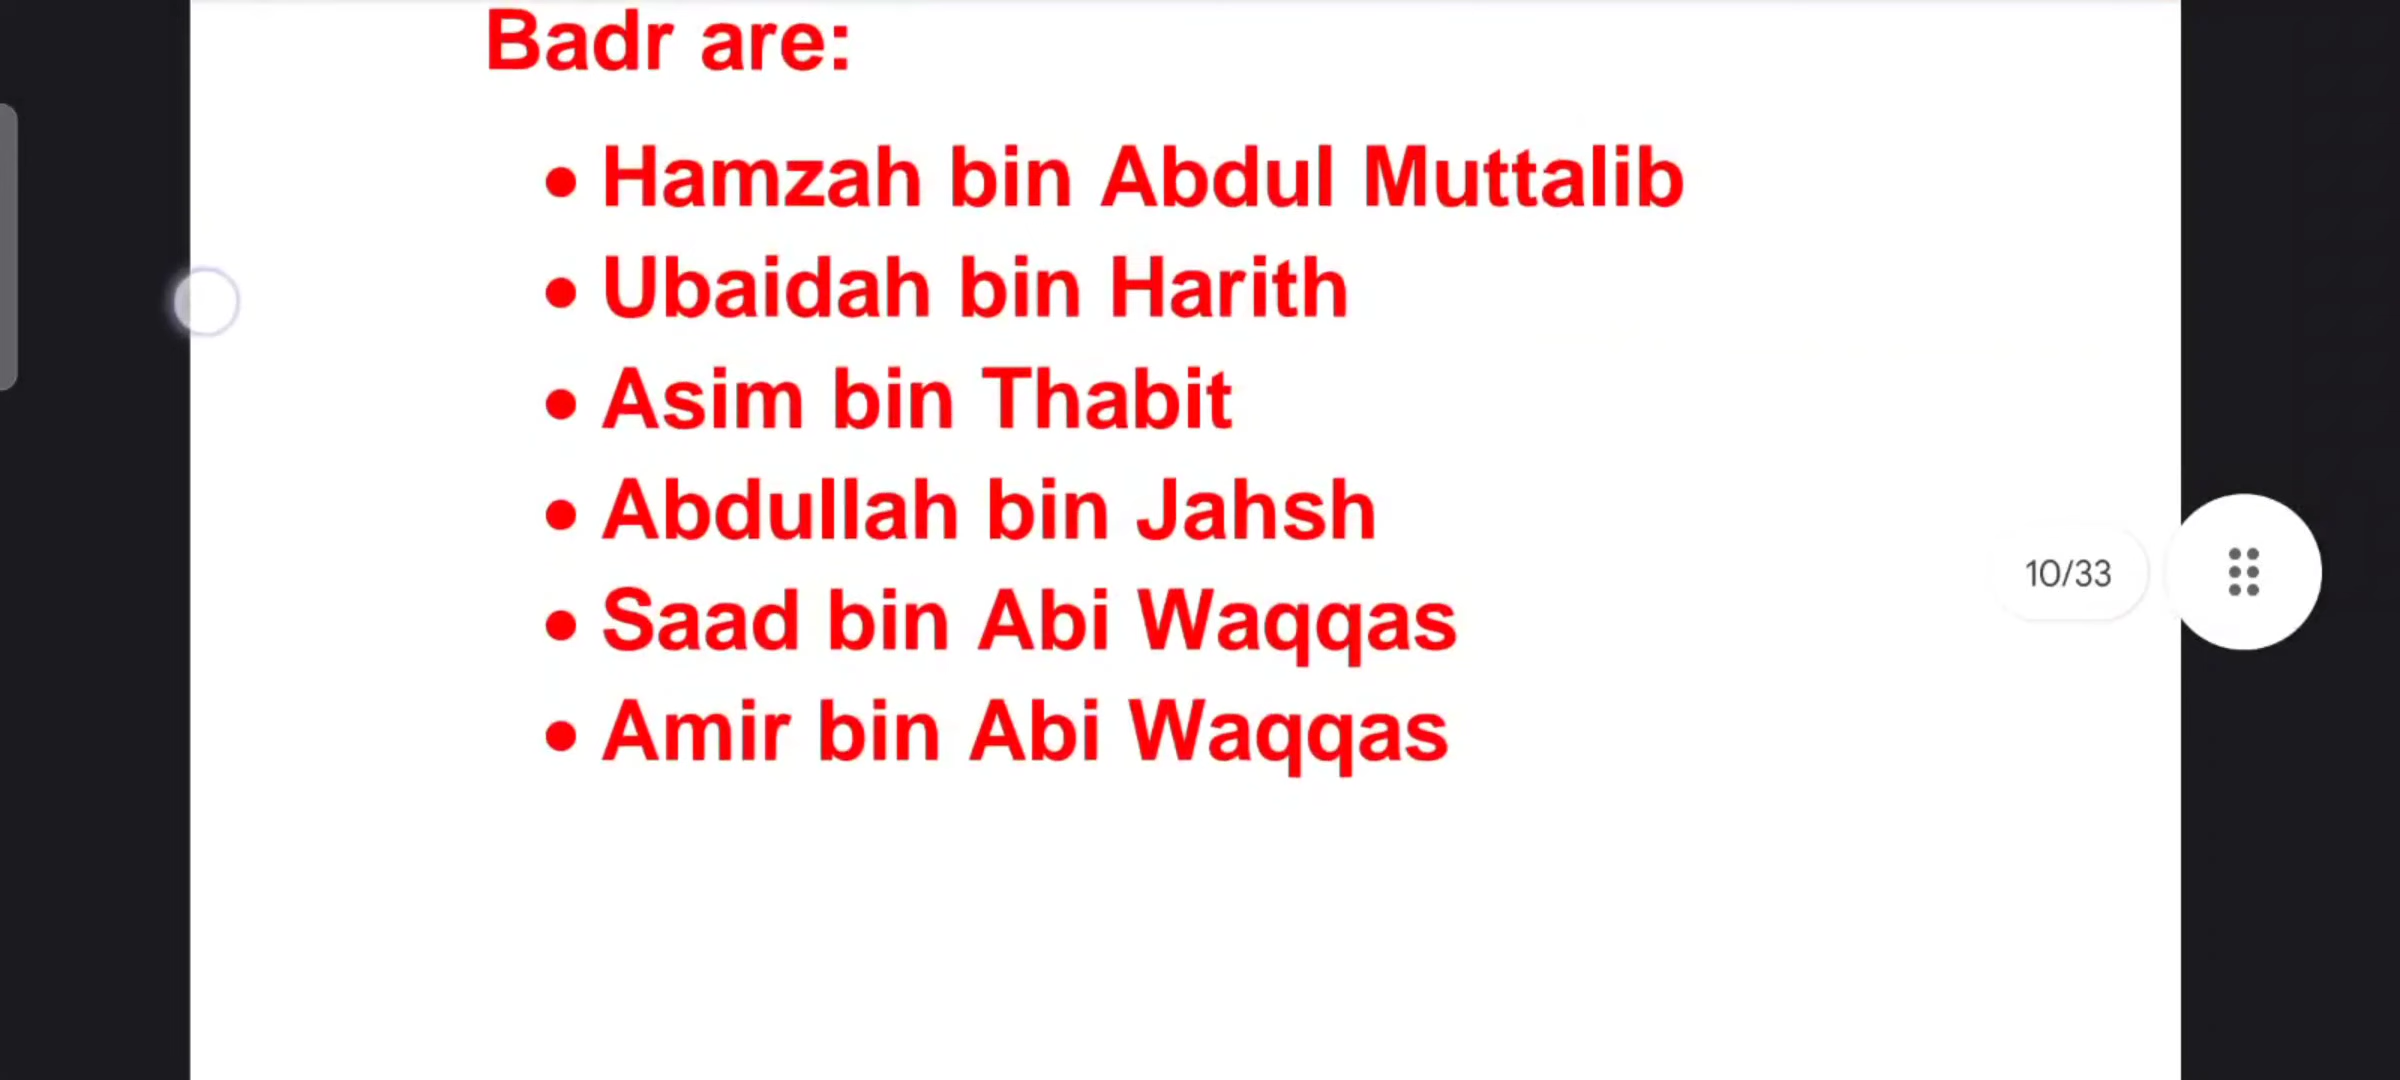 Badr are:
• Hamzah bin Abdul Muttalib
• Ubaidah bin Harith
• Asim bin Thabit
• Abdullah bin Jahsh
• Saad bin Abi Waqqas
• Amir bin Abi Waqqas
10/33